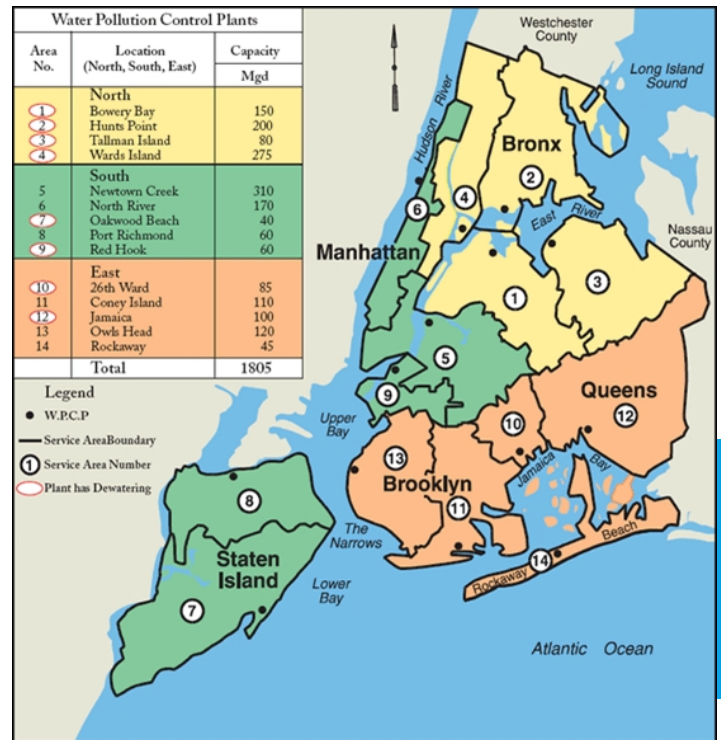 Water Pollution Control Plants
Area No. Location (North, South, East) Capacity Mgd
North
1 Bowery Bay 150
2 Hunts Point 200
3 Tallman Island 80
4 Wards Island 275
South
5 Newtown Creek 310
6 North River 170
7 Oakwood Beach 40
8 Port Richmond 60
9 Red Hook 60
East
10 26th Ward 85
11 Coney Island 110
12 Jamaica 100
13 Owls Head 120
14 Rockaway 45
Total 1805
Legend
W.P.C.P
Service AreaBoundary
1 Service Area Number
Plant has Dewatering
Westchester County
Long Island Sound
Hudson River
Bronx
2
4
6
East River
Nassau County
Manhattan
3
1
5
Queens
9
10
12
Upper Bay
13
Brooklyn
Jamaica Bay
11
8
The Narrows
Beach
14
Staten Island
Rockaway
Lower Bay
7
Atlantic Ocean